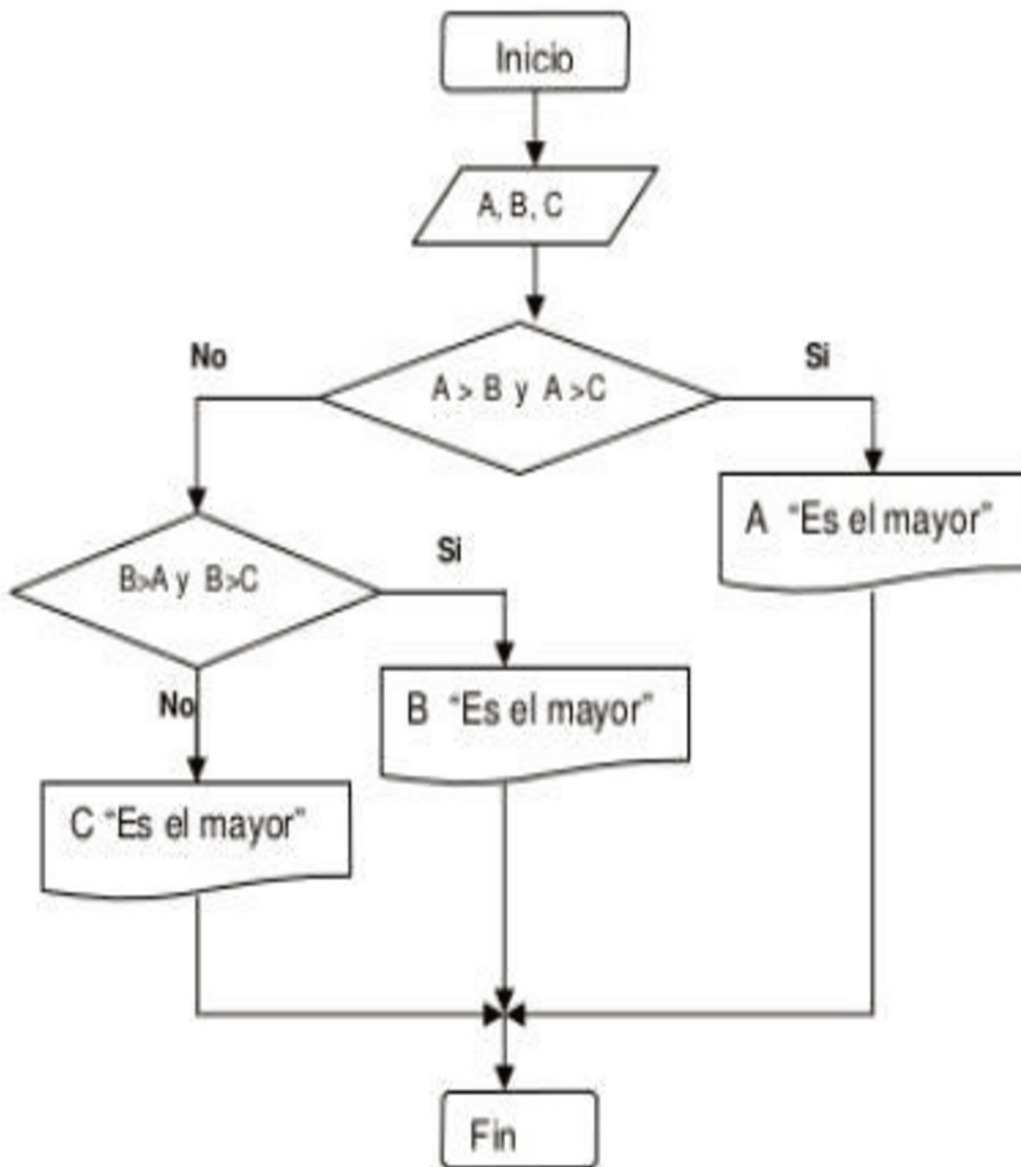 Inicio
A, B, C
No
Si
A > B y A >C
A "Es el mayor"
Si
B>A y B>C
B “Es el mayor”
No
C “Es el mayor”
Fin